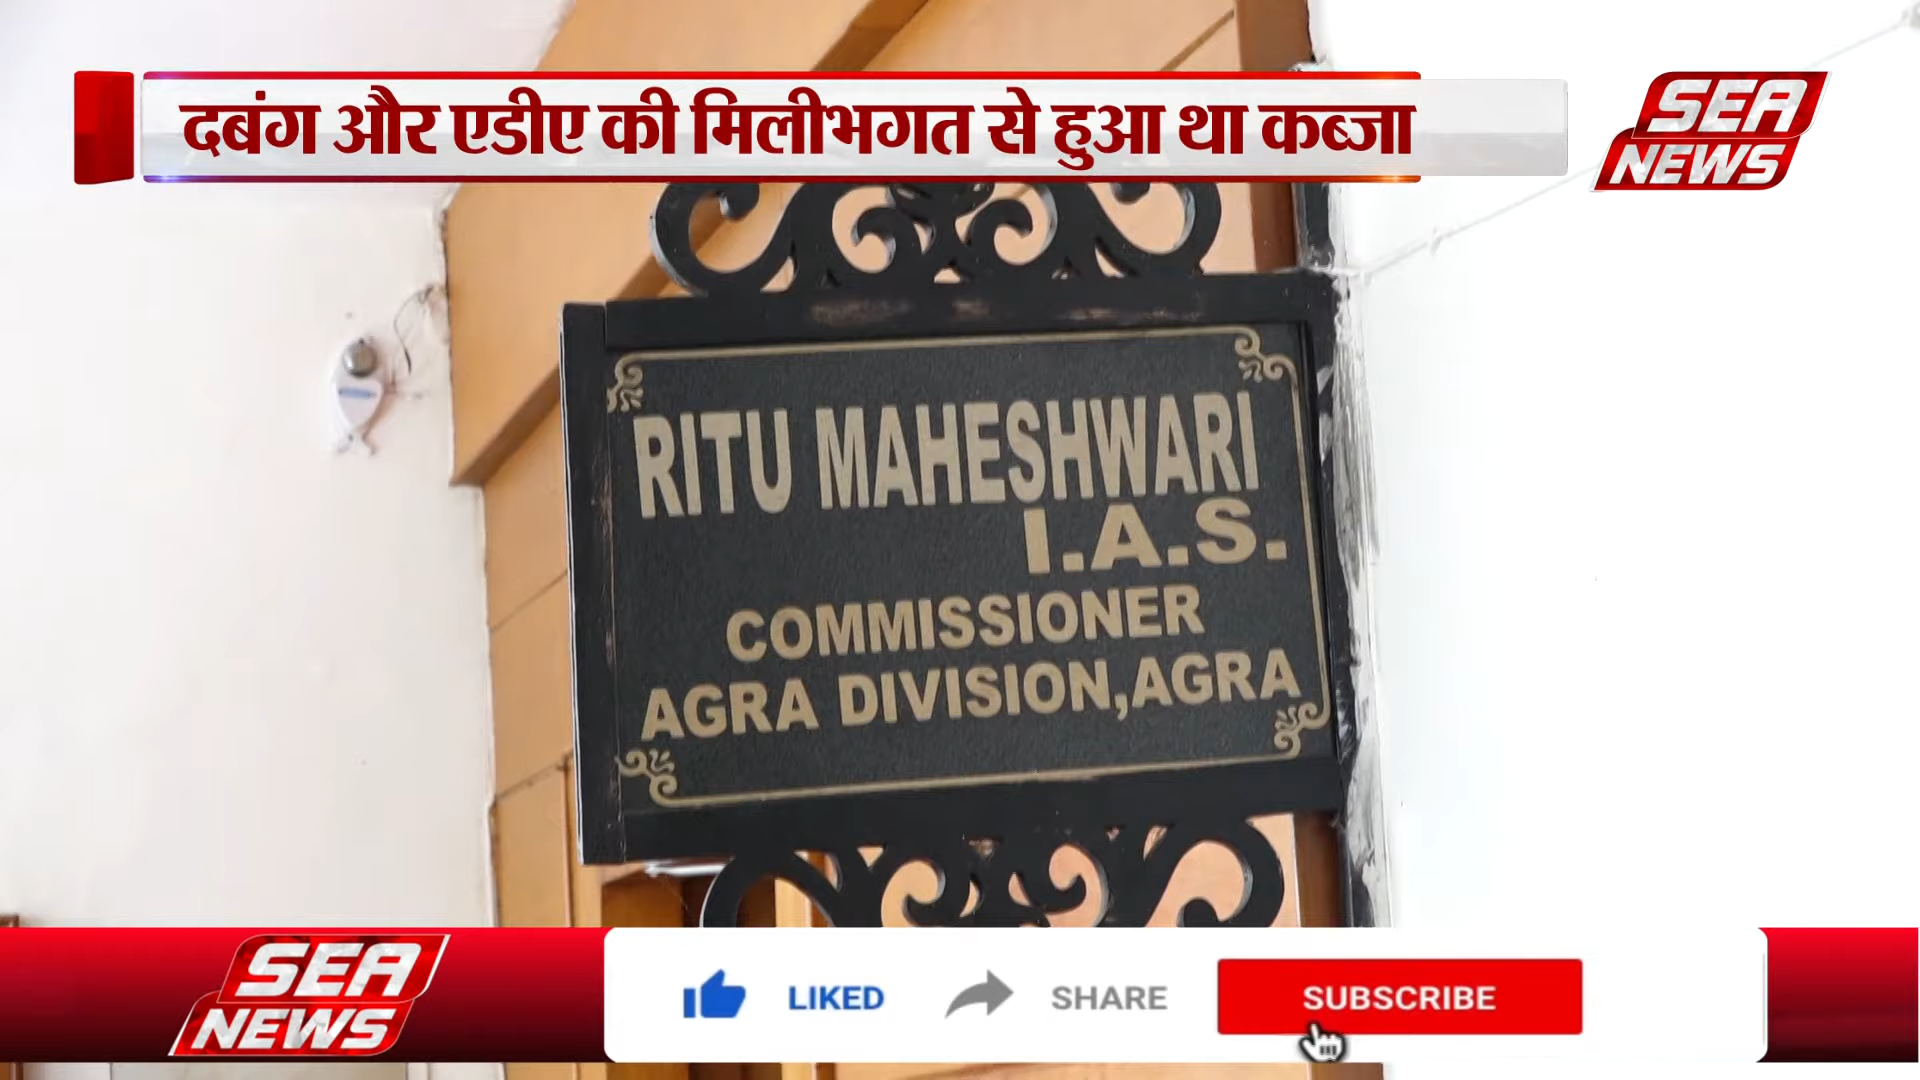 दबंग और एडीए की मिलीभगत से हुआ था कब्जा
SEA
NEWS
RITU MAHESHWARI
I.A.S.
COMMISSIONER
AGRA DIVISION,AGRA
SEA
NEWS
LIKED
SHARE
SUBSCRIBE